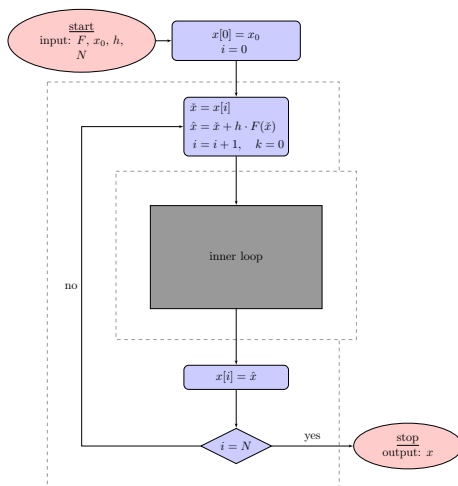 start
input: F, x₀, h,
N
x[0] = x₀
i = 0
x̌ = x[i]
x̂ = x̌ + h · F(x̌)
i = i + 1, k = 0
inner loop
no
x[i] = x̂
i = N
yes
stop
output: x